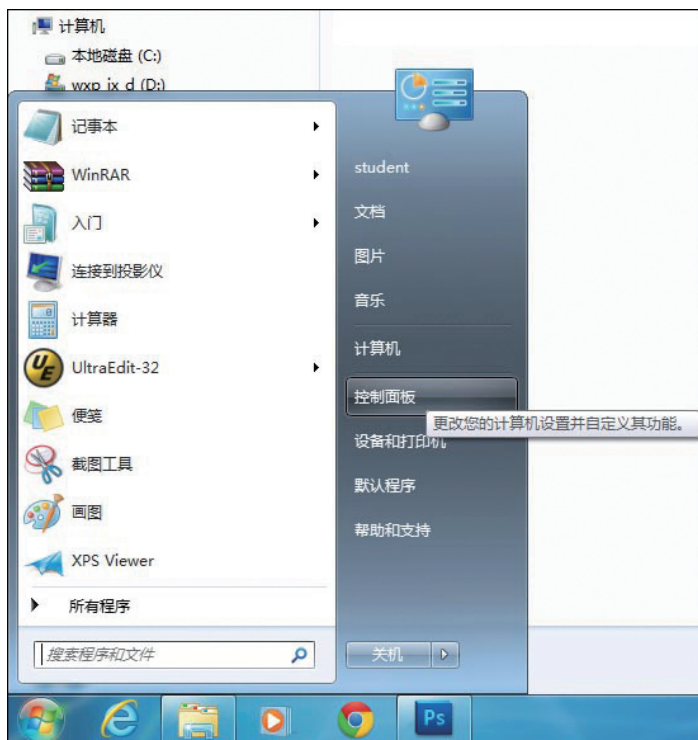 计算机
本地磁盘 (C:)
wxp_jx_d (D:)
记事本
WinRAR
入门
连接到投影仪
计算器
UltraEdit-32
便笺
截图工具
画图
XPS Viewer
所有程序
搜索程序和文件
student
文档
图片
音乐
计算机
控制面板
更改您的计算机设置并自定义其功能。
设备和打印机
默认程序
帮助和支持
关机
Ps